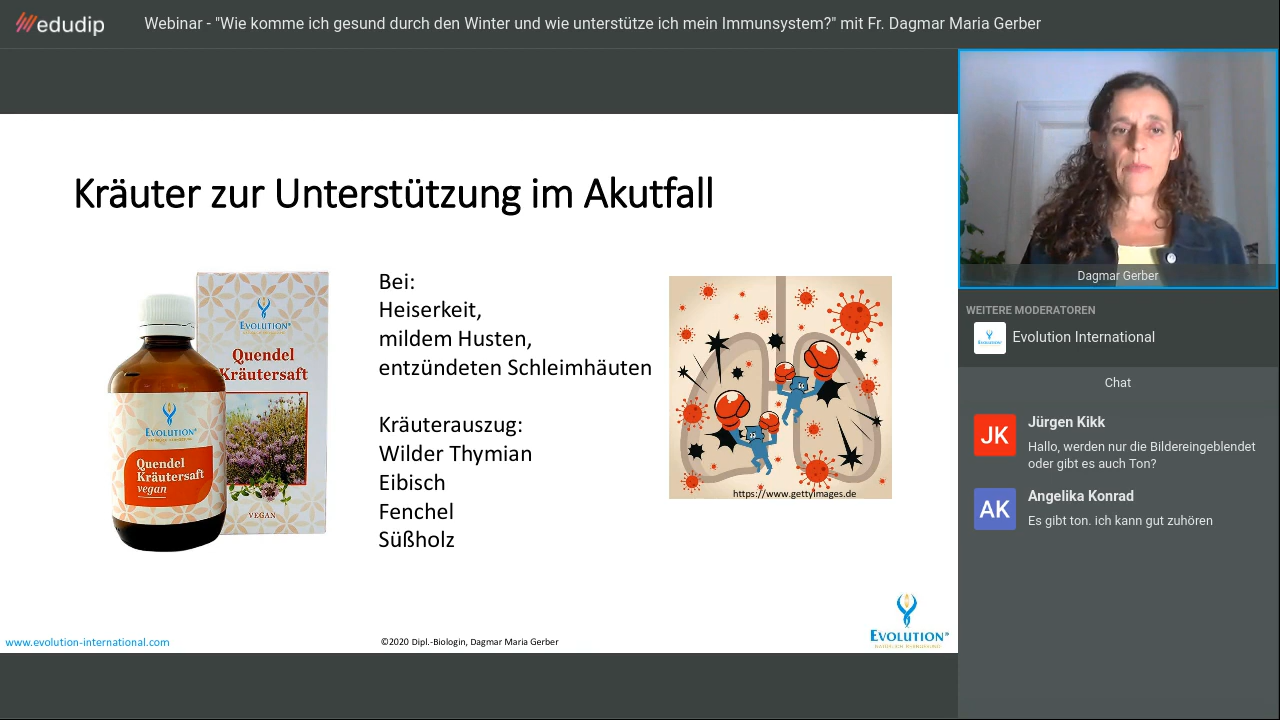 edudip
Webinar - "Wie komme ich gesund durch den Winter und wie unterstütze ich mein Immunsystem?" mit Fr. Dagmar Maria Gerber
Kräuter zur Unterstützung im Akutfall
EVOLUTION®
Quendel
Kräutersaft
VEGAN
EVOLUTION®
Quendel
Kräutersaft
vegan
Bei:
Heiserkeit,
mildem Husten,
entzündeten Schleimhäuten
Kräuterauszug:
Wilder Thymian
Eibisch
Fenchel
Süßholz
https://www.gettyimages.de
www.evolution-international.com
©2020 Dipl.-Biologin, Dagmar Maria Gerber
EVOLUTION®
Dagmar Gerber
WEITERE MODERATOREN
Evolution International
Chat
JK
Jürgen Kikk
Hallo, werden nur die Bildereingeblendet
oder gibt es auch Ton?
AK
Angelika Konrad
Es gibt ton. ich kann gut zuhören